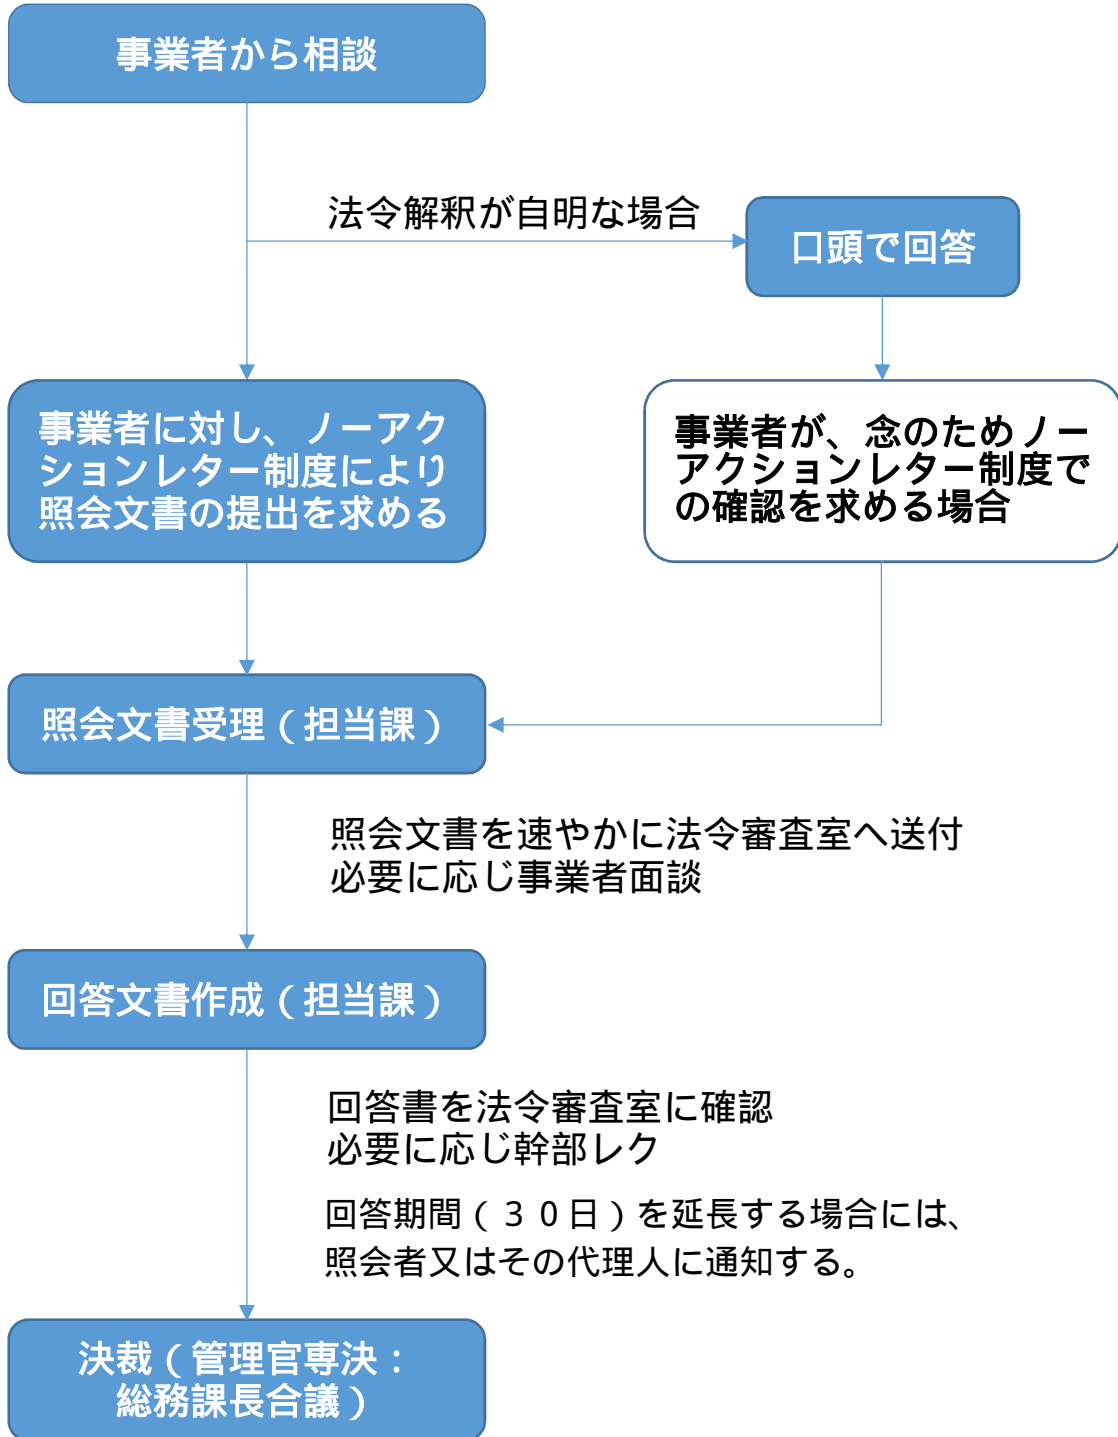 事業者から相談
法令解釈が自明な場合
口頭で回答
事業者に対し、ノーアク
ションレター制度により
照会文書の提出を求める
事業者が、念のためノー
アクションレター制度で
の確認を求める場合
照会文書受理（担当課）
照会文書を速やかに法令審査室へ送付
必要に応じ事業者面談
回答文書作成（担当課）
回答書を法令審査室に確認
必要に応じ幹部レク
回答期間（３０日）を延長する場合には、
照会者又はその代理人に通知する。
決裁（管理官専決：
総務課長合議）